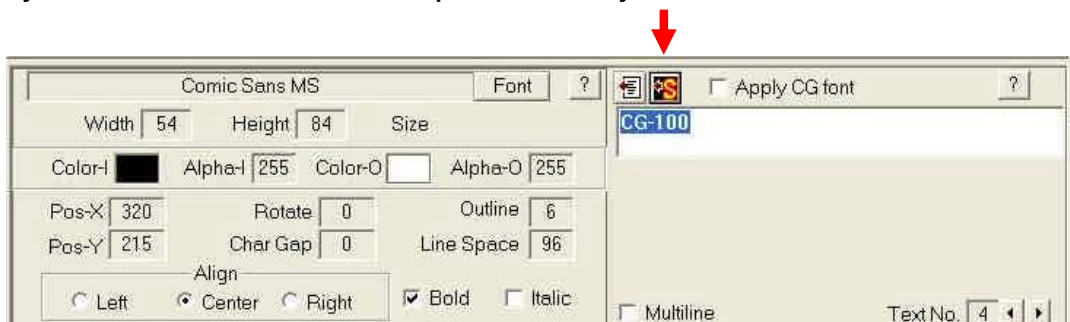 Comic Sans MS Font ?
Width 54 Height 84 Size
Color-I Alpha-I 255 Color-O Alpha-O 255
Pos-X 320 Rotate 0 Outline 6
Pos-Y 215 Char Gap 0 Line Space 96
Align
Left Center Right Bold Italic
S Apply CG font ?
CG-100
Multiline Text No. 4